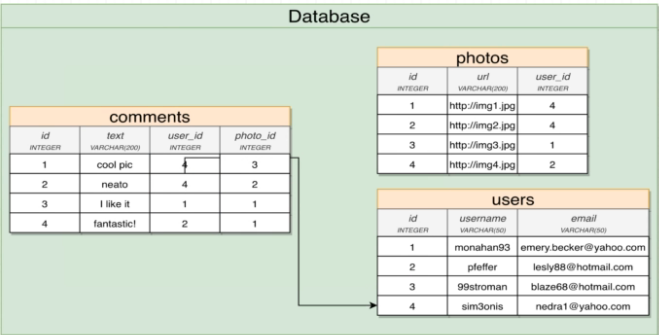 Database
photos
id url user_id
INTEGER VARCHAR(200) INTEGER
1 http://img1.jpg 4
2 http://img2.jpg 4
3 http://img3.jpg 1
4 http://img4.jpg 2
comments
id text user_id photo_id
INTEGER VARCHAR(200) INTEGER INTEGER
1 cool pic 4 3
2 neato 4 2
3 I like it 1 1
4 fantastic! 2 1
users
id username email
INTEGER VARCHAR(50) VARCHAR(50)
1 monahan93 emery.becker@yahoo.com
2 pfeffer lesly88@hotmail.com
3 99stroman blaze68@hotmail.com
4 sim3onis nedra1@yahoo.com